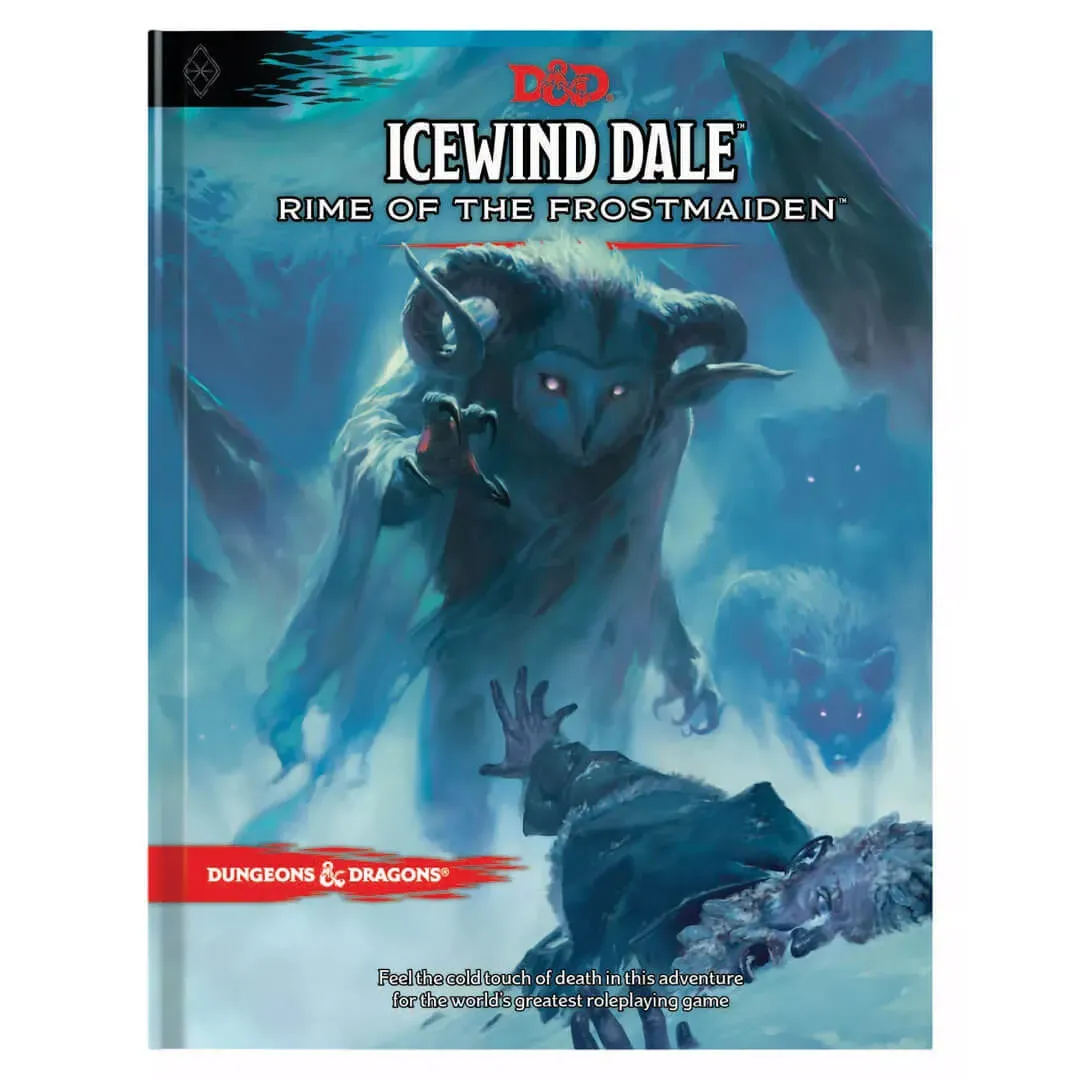 D&D®
ICEWIND DALE™
RIME OF THE FROSTMAIDEN™
DUNGEONS & DRAGONS®
Feel the cold touch of death in this adventure
for the world's greatest roleplaying game